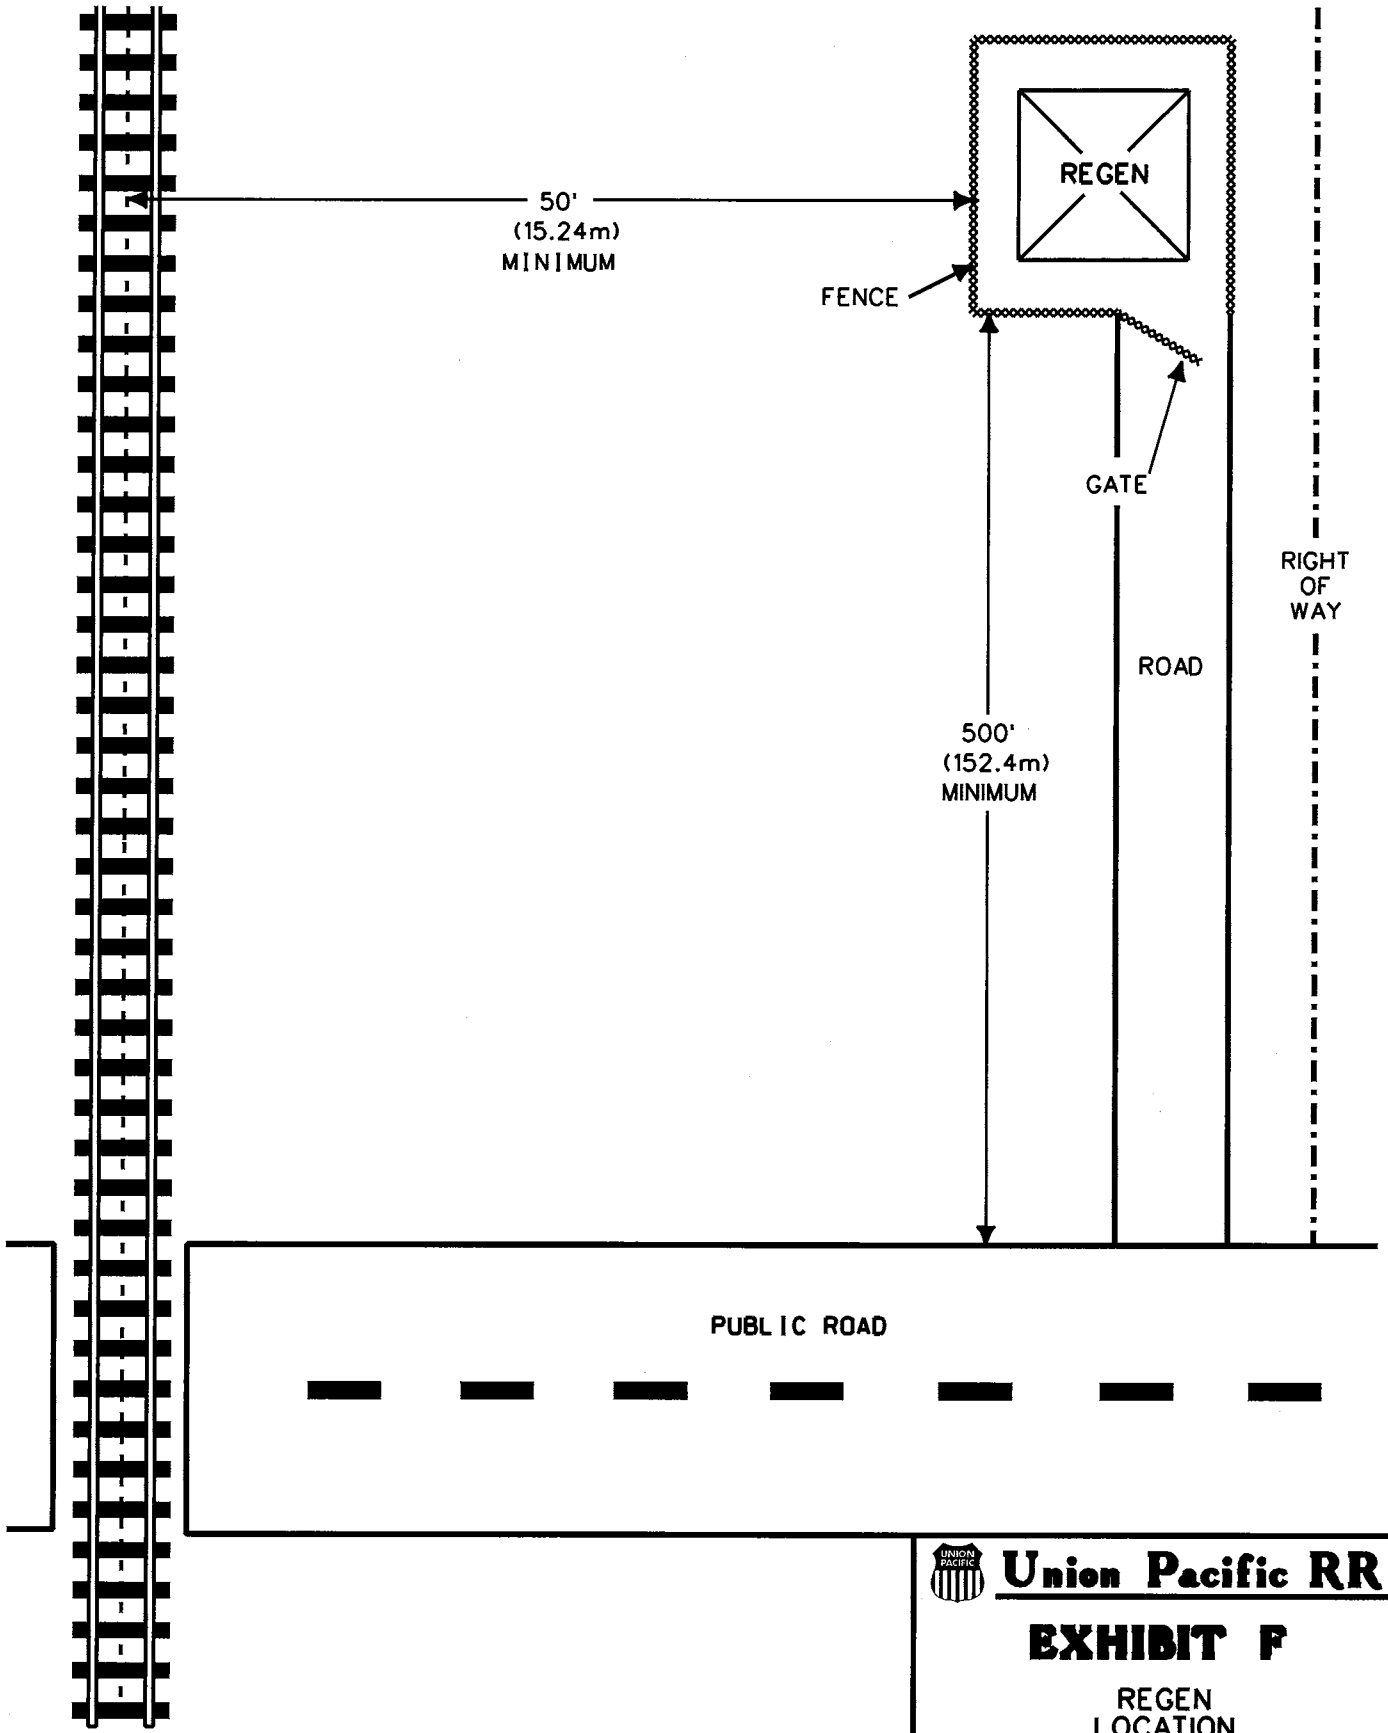 REGEN
50'
(15.24m)
MINIMUM
FENCE
GATE
RIGHT
OF
WAY
ROAD
500'
(152.4m)
MINIMUM
PUBLIC ROAD
UNION
PACIFIC
Union Pacific RR
EXHIBIT F
REGEN
LOCATION